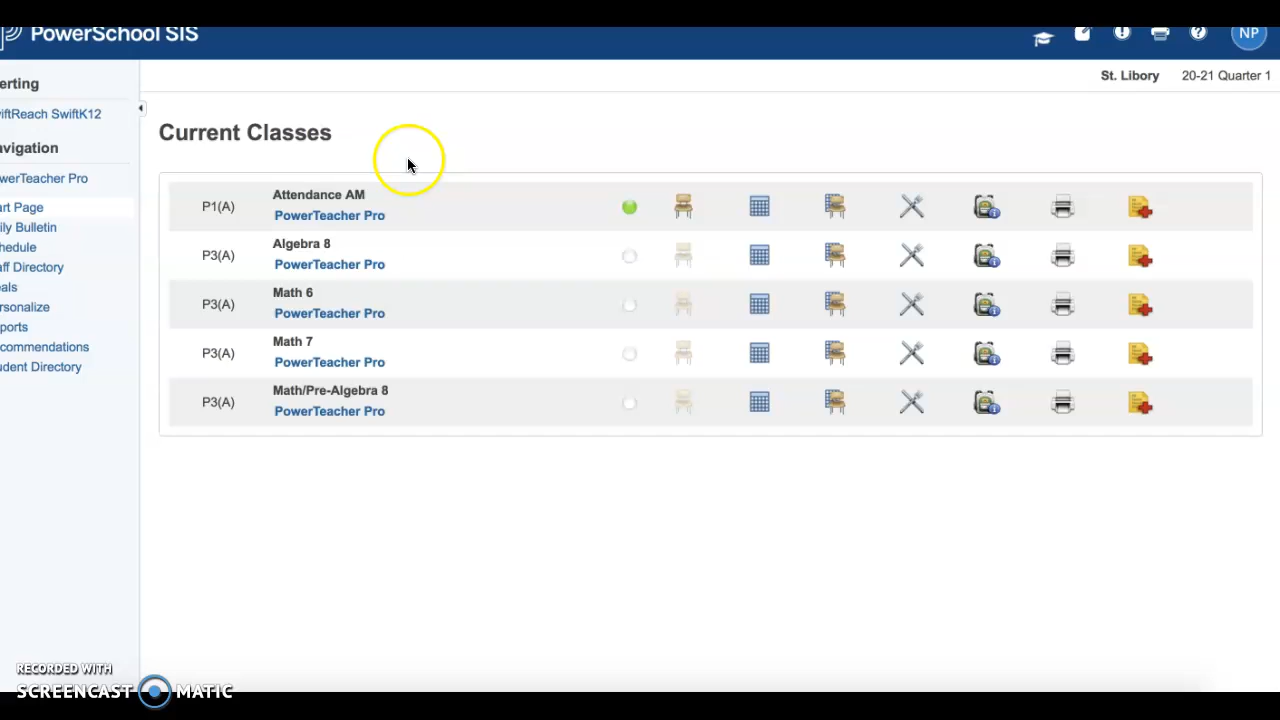 PowerSchool SIS
NP
St. Libory 20-21 Quarter 1
erting
iftReach SwiftK12
avigation
werTeacher Pro
art Page
ily Bulletin
hedule
aff Directory
eals
rsonalize
ports
commendations
udent Directory
Current Classes
P1(A) Attendance AM
PowerTeacher Pro
P3(A) Algebra 8
PowerTeacher Pro
P3(A) Math 6
PowerTeacher Pro
P3(A) Math 7
PowerTeacher Pro
P3(A) Math/Pre-Algebra 8
PowerTeacher Pro
RECORDED WITH
SCREENCAST MATIC